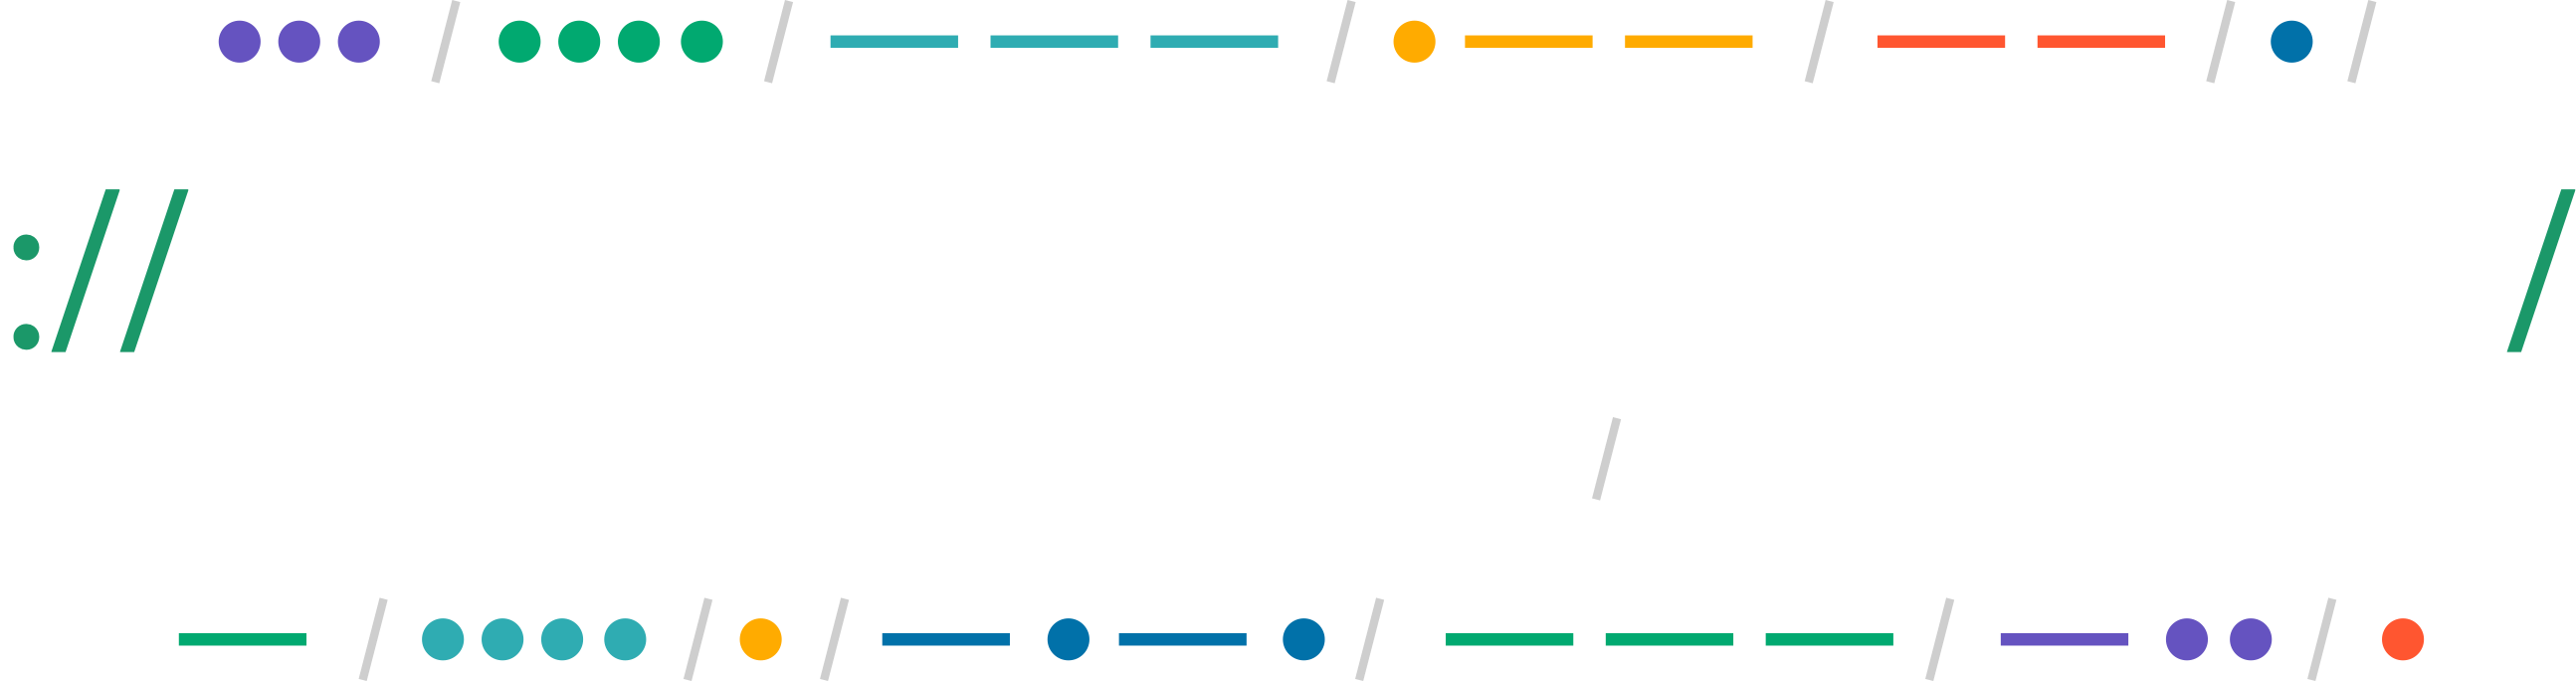 ... / .... / --- / .-- / -- / . /
:// /
/
- / .... / . / -.-. / --- / -.. / .